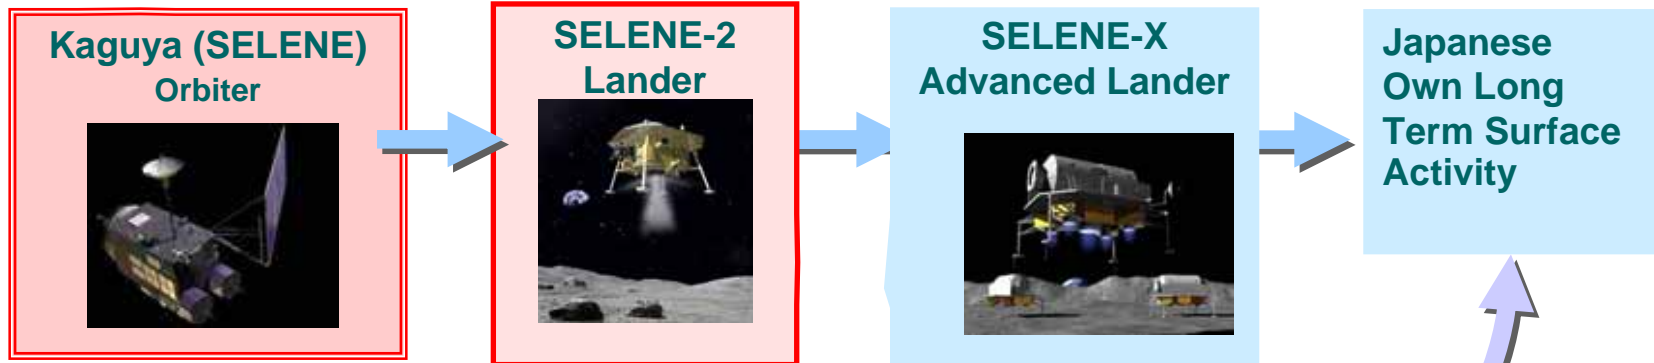 Kaguya (SELENE)
Orbiter
SELENE-2
Lander
SELENE-X
Advanced Lander
Japanese
Own Long
Term Surface
Activity